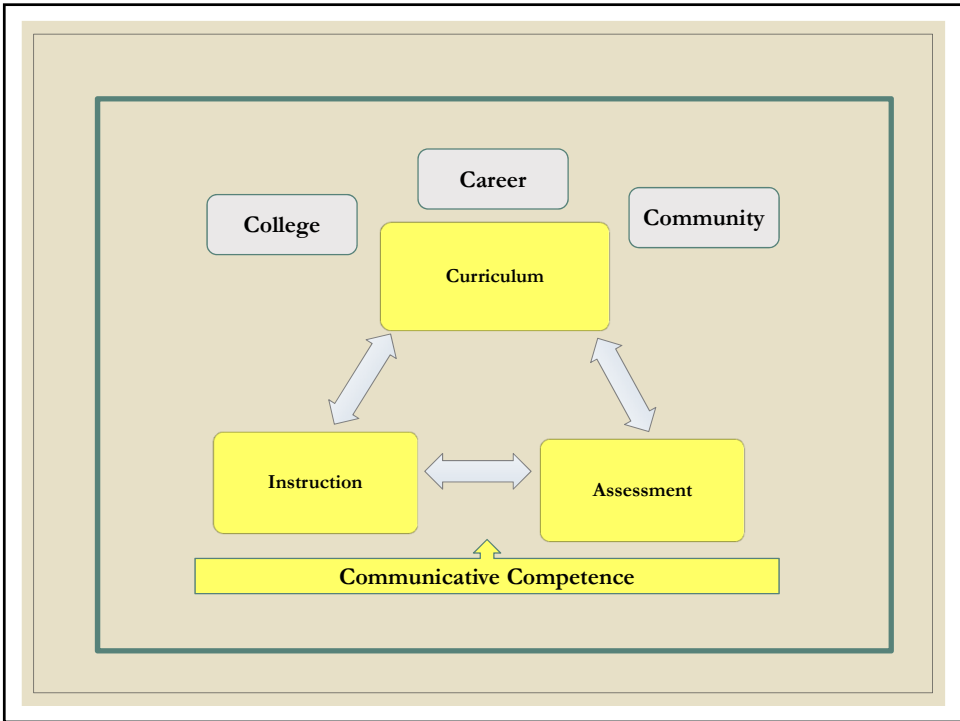 Career
College
Community
Curriculum
Instruction
Assessment
Communicative Competence